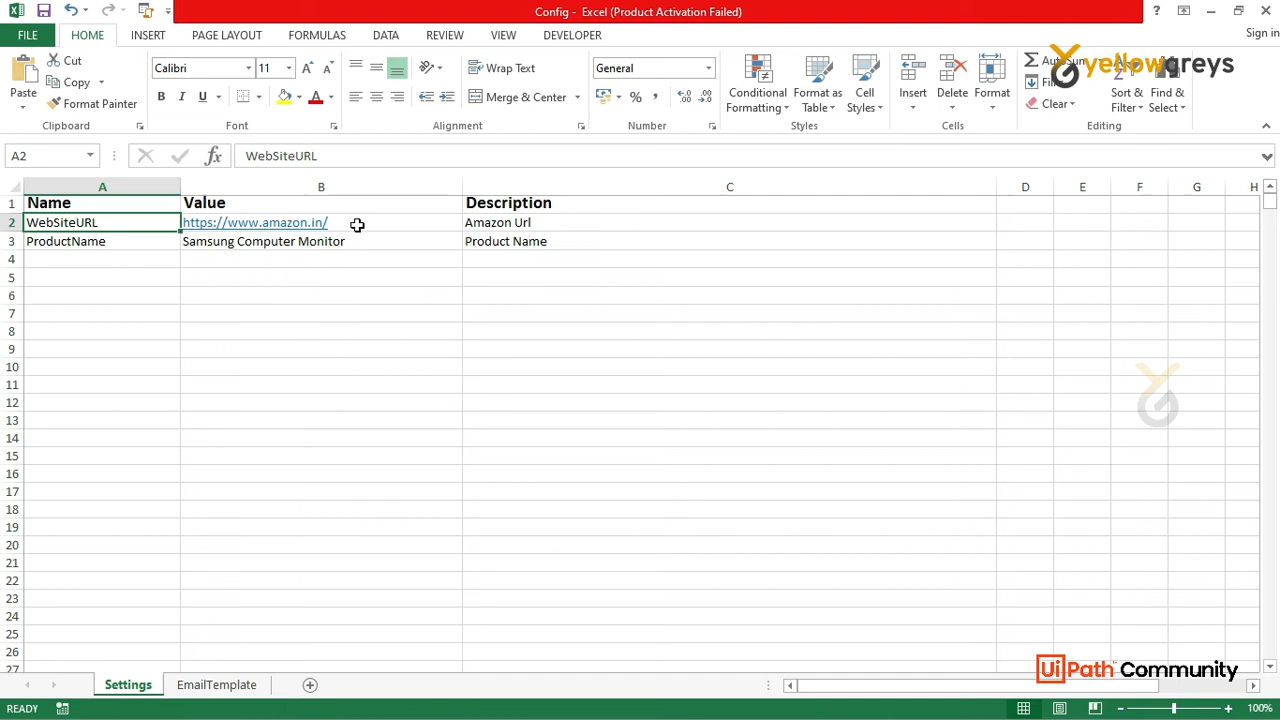 Config - Excel (Product Activation Failed)
FILE HOME INSERT PAGE LAYOUT FORMULAS DATA REVIEW VIEW DEVELOPER Sign in
Cut
Copy
Format Painter
Paste
Clipboard
Calibri 11
B I U
Font
Wrap Text
Merge & Center
Alignment
General
%
Number
Conditional Formatting
Format as Table
Cell Styles
Styles
Insert
Delete
Format
Cells
AutoSum
Fill
Clear
Sort & Filter
Find & Select
Editing
yellowgreys
A2 fx WebSiteURL
A B C D E F G H
1 Name Value Description
2 WebSiteURL https://www.amazon.in/ Amazon Url
3 ProductName Samsung Computer Monitor Product Name
4
5
6
7
8
9
10
11
12
13
14
15
16
17
18
19
20
21
22
23
24
25
26
27
UiPath Community
Settings EmailTemplate
READY 100%